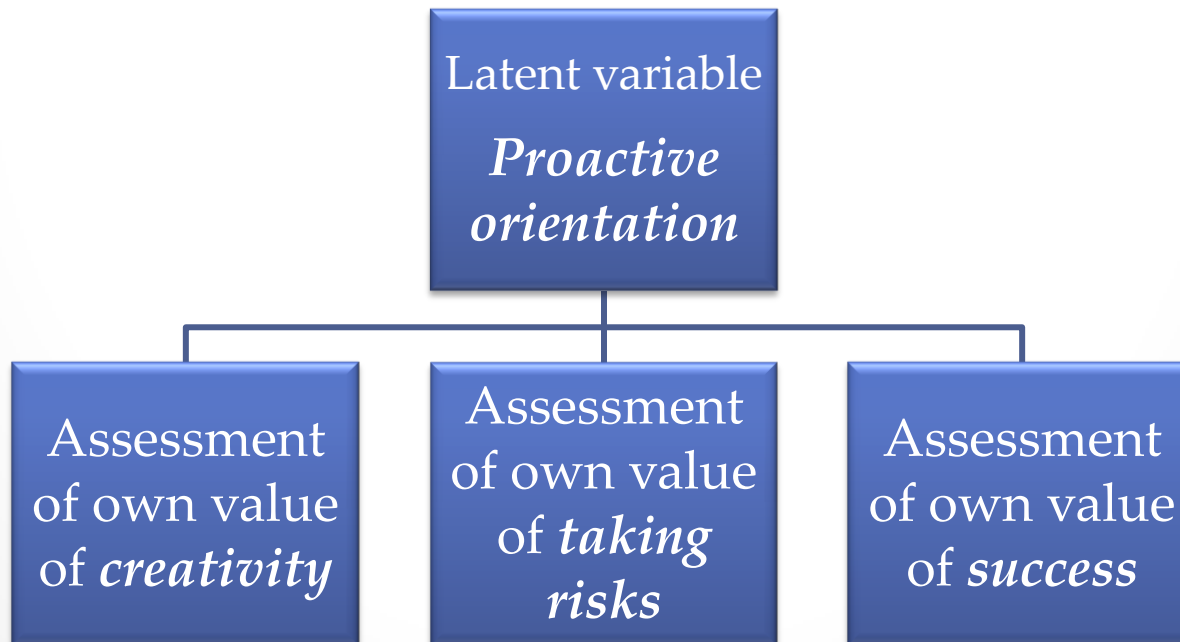 Latent variable
Proactive
orientation
Assessment
of own value
of creativity
Assessment
of own value
of taking
risks
Assessment
of own value
of success